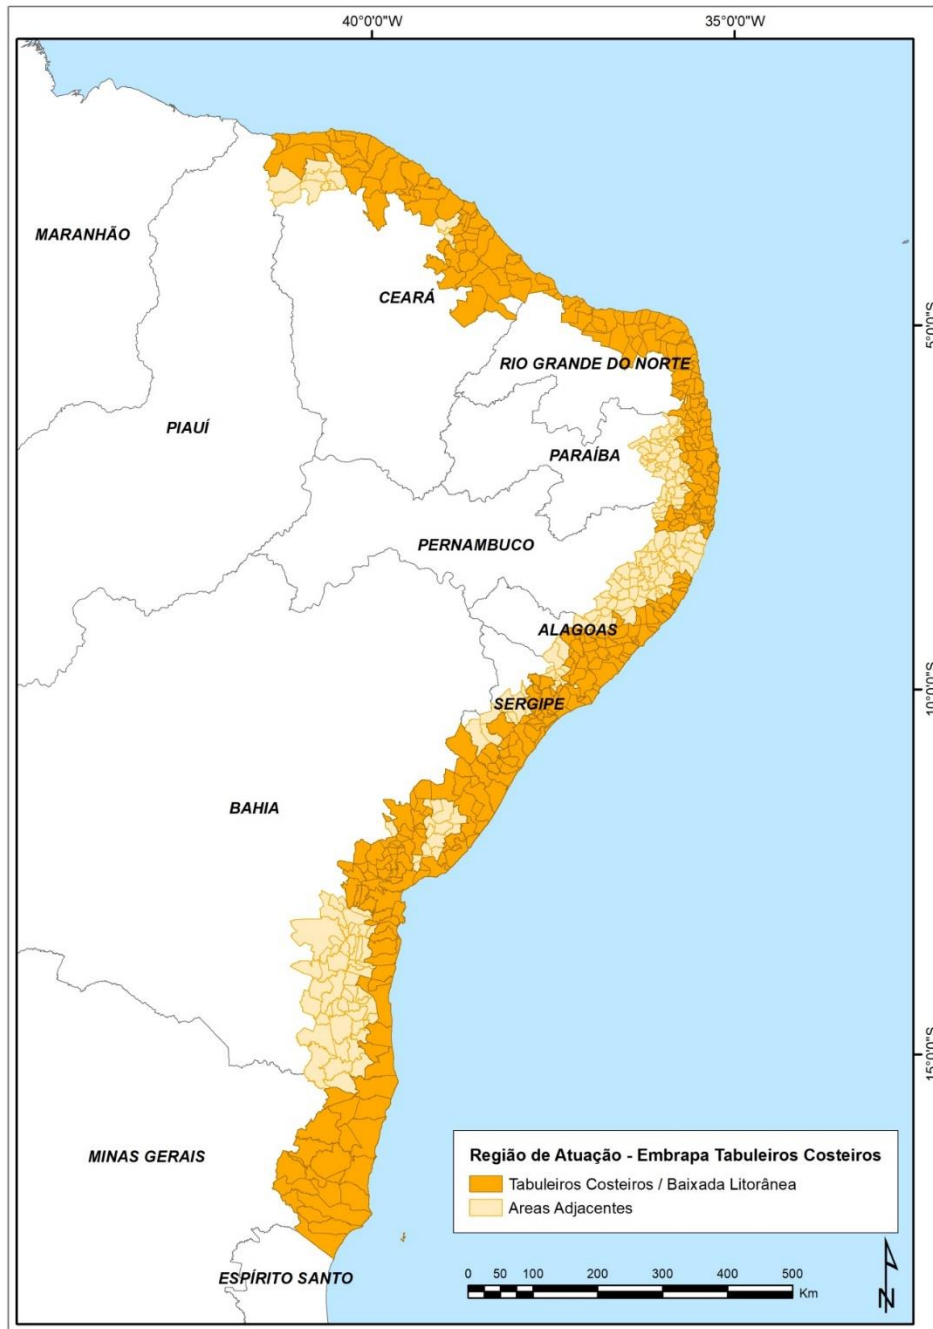 40°0'0"W
35°0'0"W
MARANHÃO
CEARÁ
5°0'0"S
RIO GRANDE DO NORTE
PIAUÍ
PARAÍBA
PERNAMBUCO
ALAGOAS
10°0'0"S
SERGIPE
BAHIA
15°0'0"S
MINAS GERAIS
Região de Atuação - Embrapa Tabuleiros Costeiros
Tabuleiros Costeiros / Baixada Litorânea
Areas Adjacentes
ESPÍRITO SANTO
0 50 100 200 300 400 500
Km
N